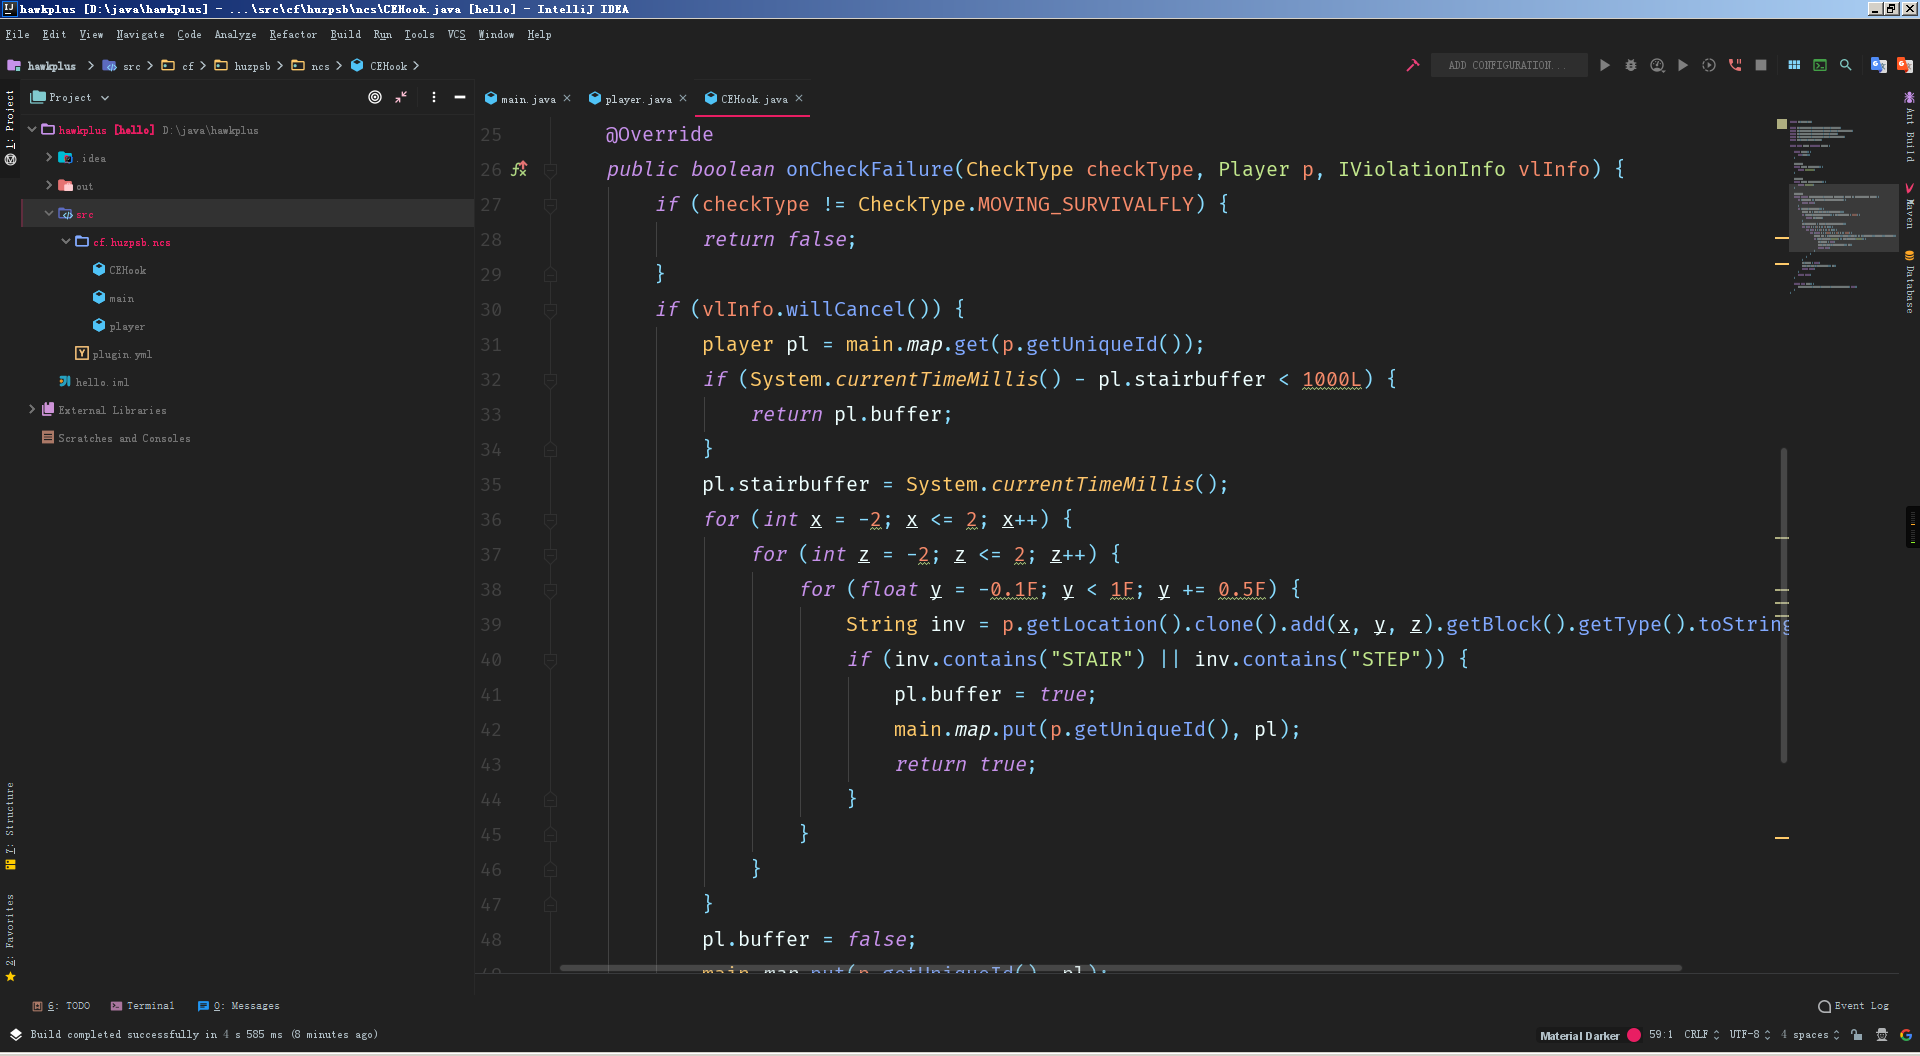 hawkplus [D:\java\hawkplus] - ...\src\cf\huzpsb\ncs\CEHook.java [hello] - IntelliJ IDEA
File Edit View Navigate Code Analyze Refactor Build Run Tools VCS Window Help
hawkplus src cf huzpsb ncs CEHook
ADD CONFIGURATION...
Project
main.java player.java CEHook.java
1: Project
hawkplus [hello] D:\java\hawkplus
.idea
out
src
cf.huzpsb.ncs
CEHook
main
player
plugin.yml
hello.iml
External Libraries
Scratches and Consoles
7: Structure
2: Favorites
25 @Override
26 public boolean onCheckFailure(CheckType checkType, Player p, IViolationInfo vlInfo) {
27 if (checkType != CheckType.MOVING_SURVIVALFLY) {
28 return false;
29 }
30 if (vlInfo.willCancel()) {
31 player pl = main.map.get(p.getUniqueId());
32 if (System.currentTimeMillis() - pl.stairbuffer < 1000L) {
33 return pl.buffer;
34 }
35 pl.stairbuffer = System.currentTimeMillis();
36 for (int x = -2; x <= 2; x++) {
37 for (int z = -2; z <= 2; z++) {
38 for (float y = -0.1F; y < 1F; y += 0.5F) {
39 String inv = p.getLocation().clone().add(x, y, z).getBlock().getType().toString
40 if (inv.contains("STAIR") || inv.contains("STEP")) {
41 pl.buffer = true;
42 main.map.put(p.getUniqueId(), pl);
43 return true;
44 }
45 }
46 }
47 }
48 pl.buffer = false;
49 main.map.put(p.getUniqueId(), pl);
Ant Build
Maven
Database
6: TODO Terminal 0: Messages
Event Log
Build completed successfully in 4 s 585 ms (8 minutes ago)
Material Darker 59:1 CRLF UTF-8 4 spaces